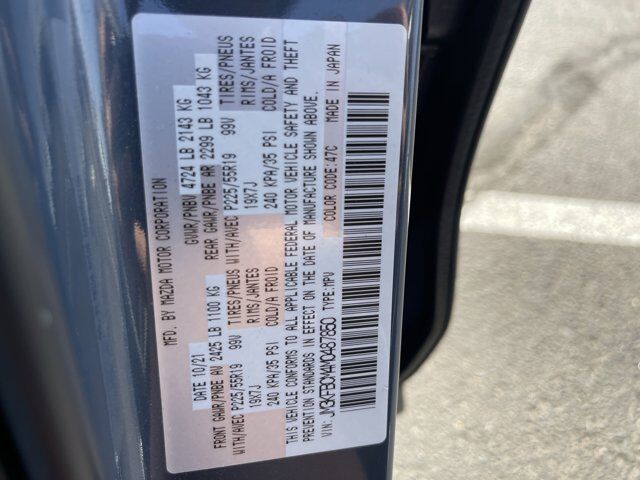 MFD. BY MAZDA MOTOR CORPORATION
DATE 10/21 GVWR/PNBV 4724 LB 2143 KG
FRONT GAWR/PNBE AV 2425 LB 1100 KG REAR GAWR/PNBE AR 2299 LB 1043 KG
WITH/AVEC P225/55R19 99V TIRES/PNEUS WITH/AVEC P225/55R19 99V TIRES/PNEUS
19X7J RIMS/JANTES 19X7J RIMS/JANTES
240 KPA/35 PSI COLD/A FROID 240 KPA/35 PSI COLD/A FROID
THIS VEHICLE CONFORMS TO ALL APPLICABLE FEDERAL MOTOR VEHICLE SAFETY AND THEFT
PREVENTION STANDARDS IN EFFECT ON THE DATE OF MANUFACTURE SHOWN ABOVE.
VIN: JM3KFBCM4M0487850 TYPE:MPV COLOR CODE:47C MADE IN JAPAN